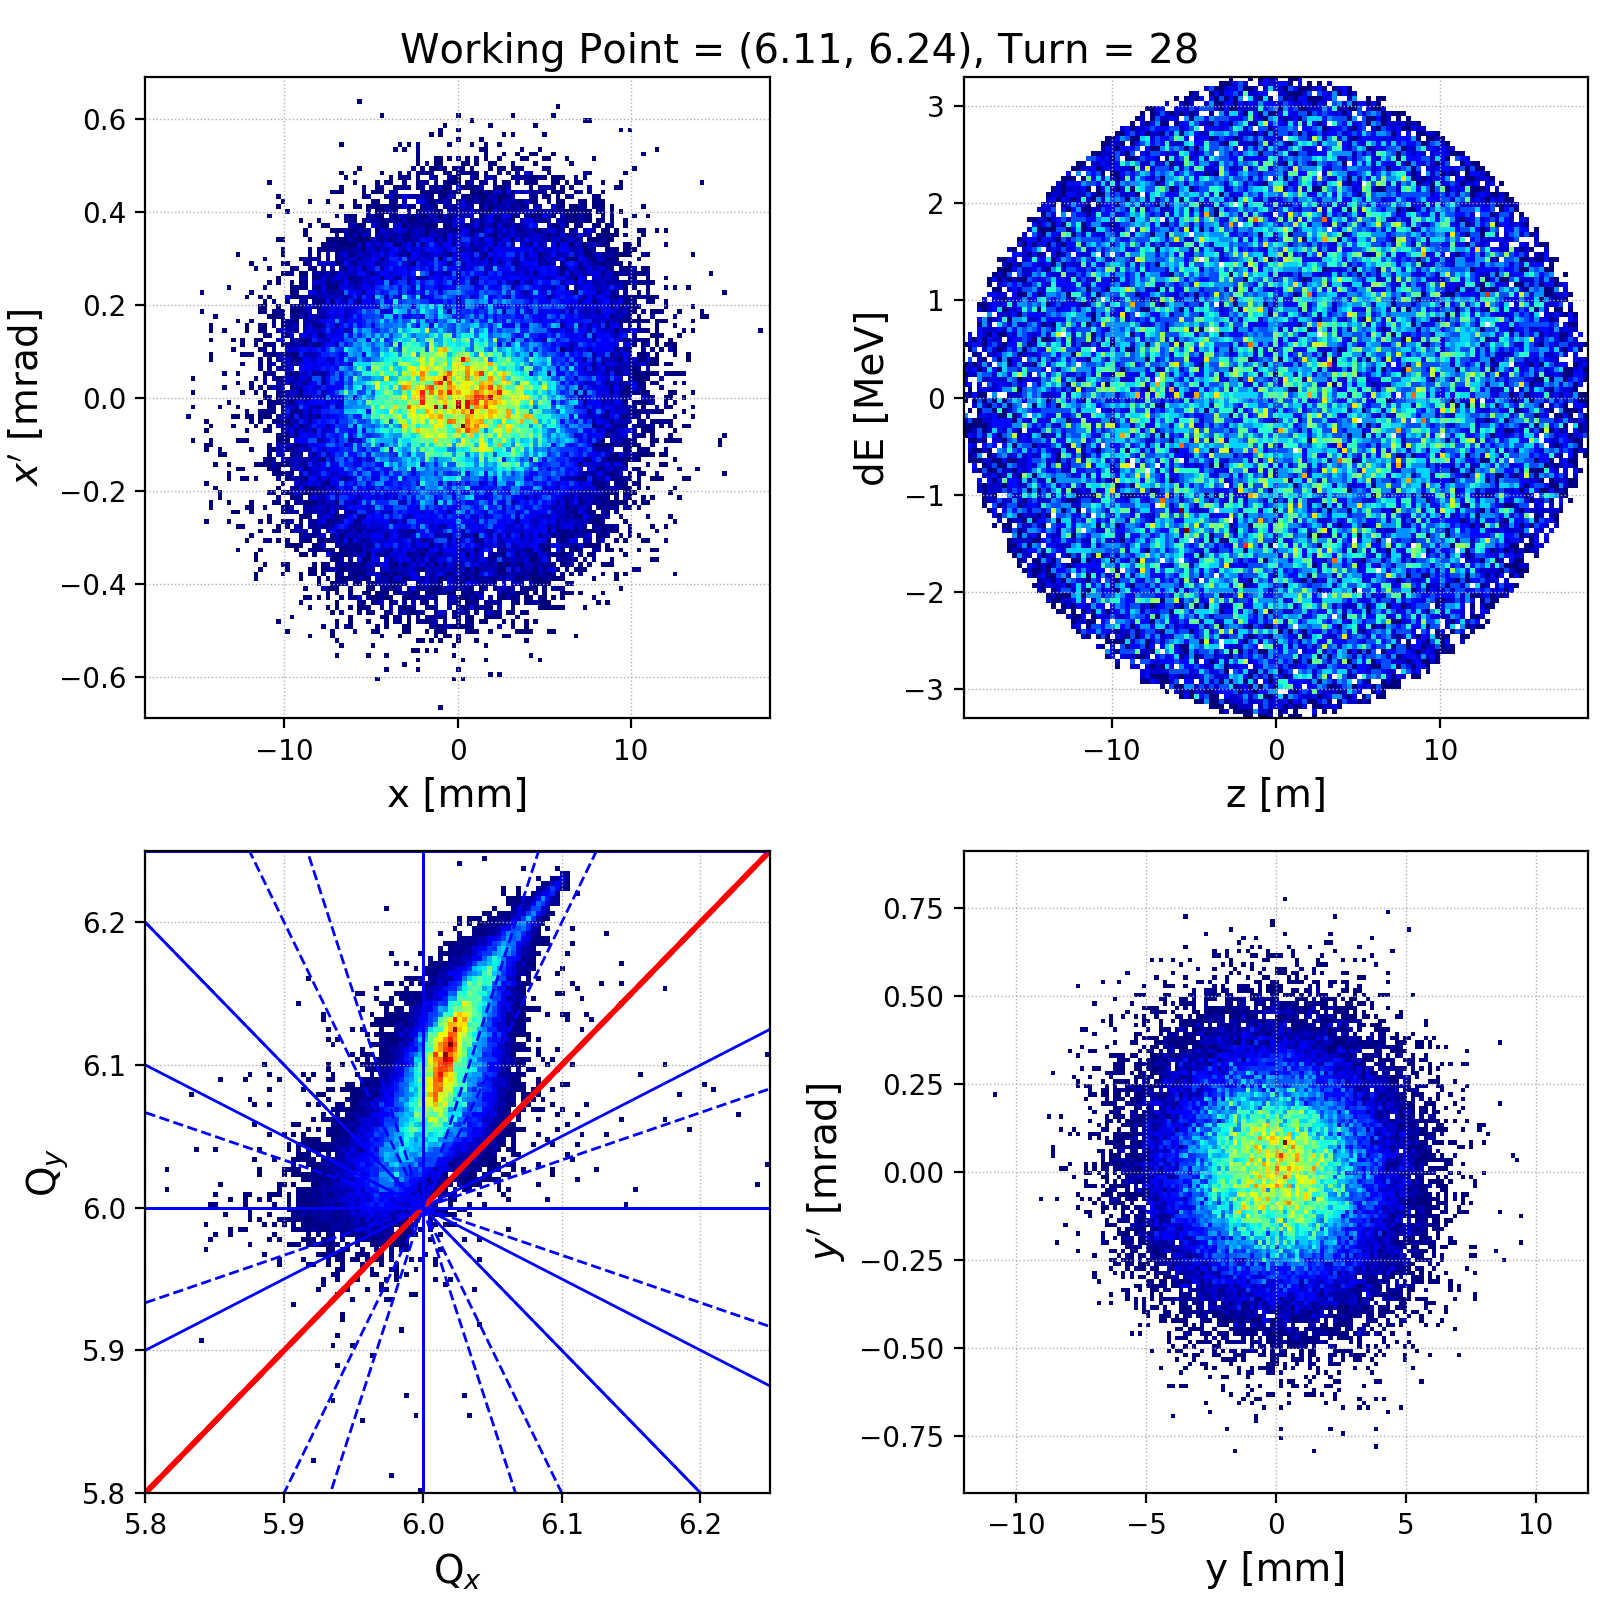 Working Point = (6.11, 6.24), Turn = 28
0.6
0.4
0.2
0.0
−0.2
−0.4
−0.6
x′ [mrad]
−10 0 10
x [mm]
3
2
1
0
−1
−2
−3
dE [MeV]
−10 0 10
z [m]
6.2
6.1
6.0
5.9
5.8
Qy
5.8 5.9 6.0 6.1 6.2
Qx
0.75
0.50
0.25
0.00
−0.25
−0.50
−0.75
y′ [mrad]
−10 −5 0 5 10
y [mm]